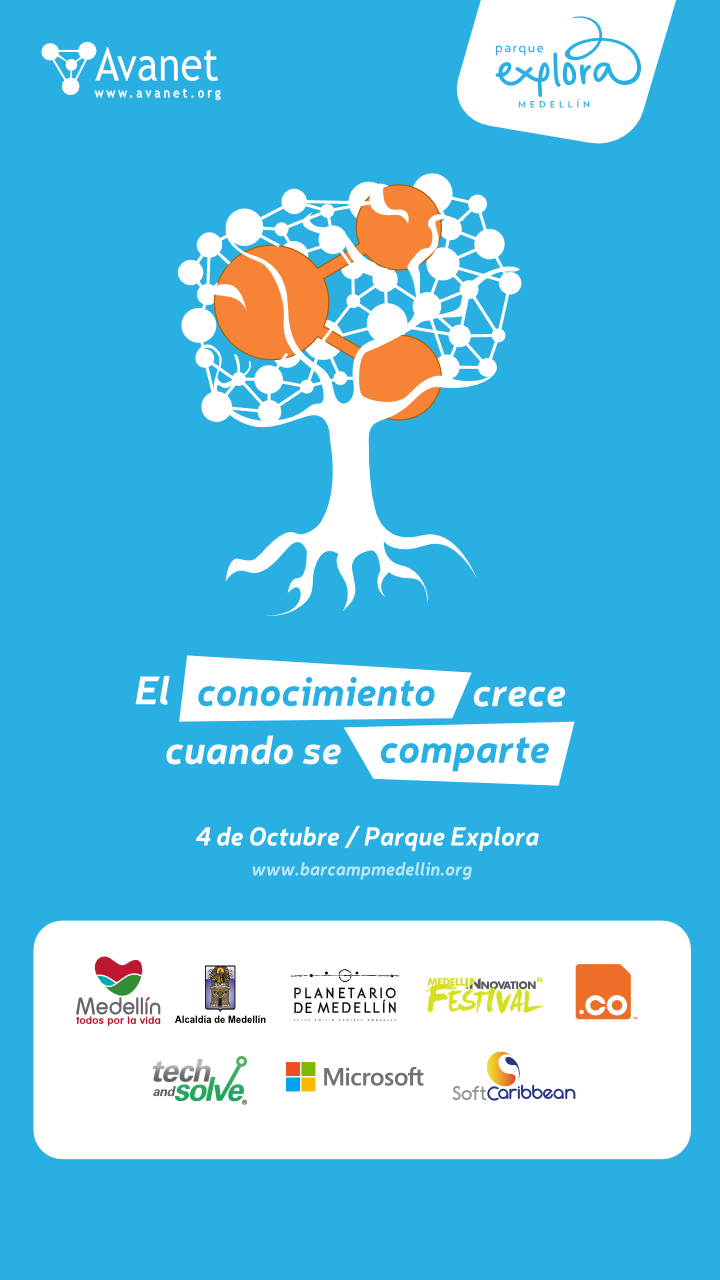 Avanet
www.avanet.org
parque
explora
MEDELLÍN
El conocimiento crece
cuando se comparte
4 de Octubre / Parque Explora
www.barcampmedellin.org
Medellín
todos por la vida
Alcaldía de Medellín
PLANETARIO
DE MEDELLÍN
MEDELLINNOVATION
FESTIVAL
.co
tech
and solve
Microsoft
SoftCaribbean